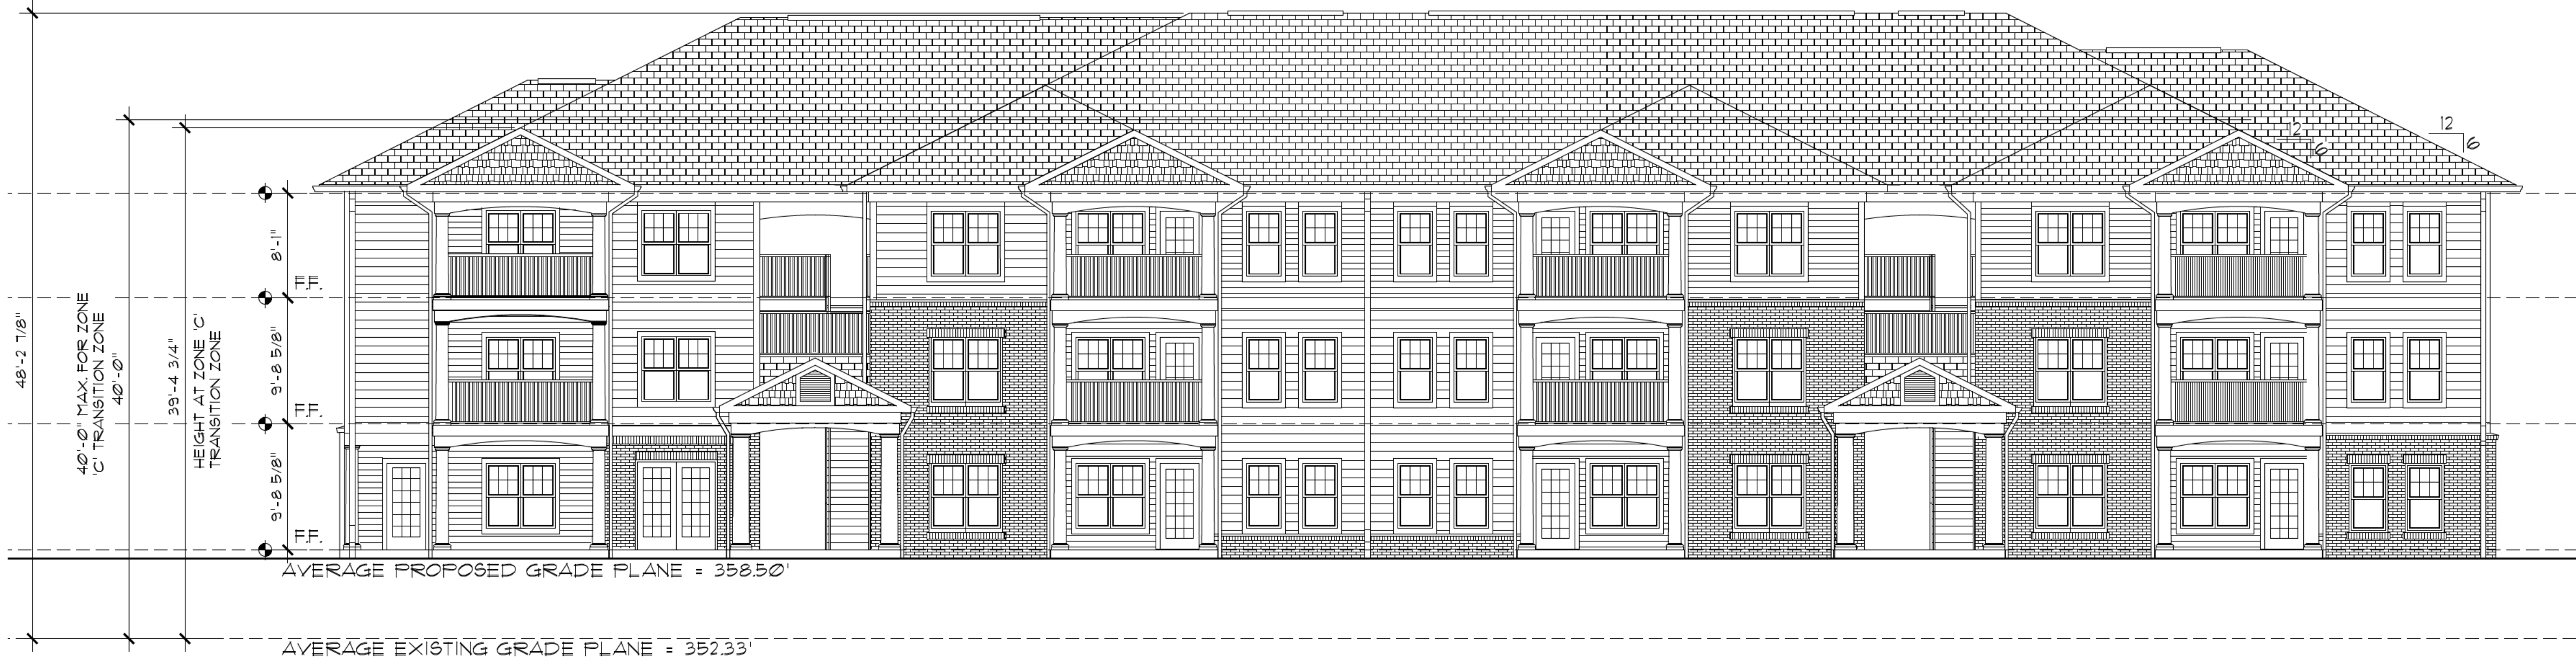 48'-2 7/8"
40'-0" MAX. FOR ZONE
'C' TRANSITION ZONE
40'-0"
39'-4 3/4"
HEIGHT AT ZONE 'C'
TRANSITION ZONE
8'-1"
9'-8 5/8"
9'-8 5/8"
F.F.
F.F.
F.F.
12
6
12
6
AVERAGE PROPOSED GRADE PLANE = 358.50'
AVERAGE EXISTING GRADE PLANE = 352.33'